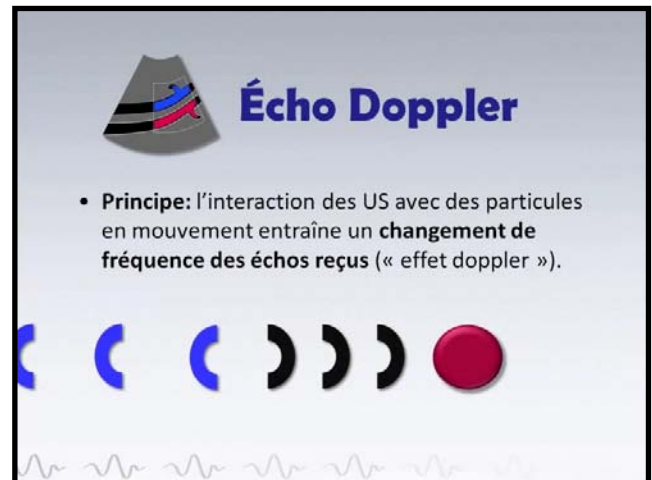 Écho Doppler
• Principe: l'interaction des US avec des particules
en mouvement entraîne un changement de
fréquence des échos reçus (« effet doppler »).